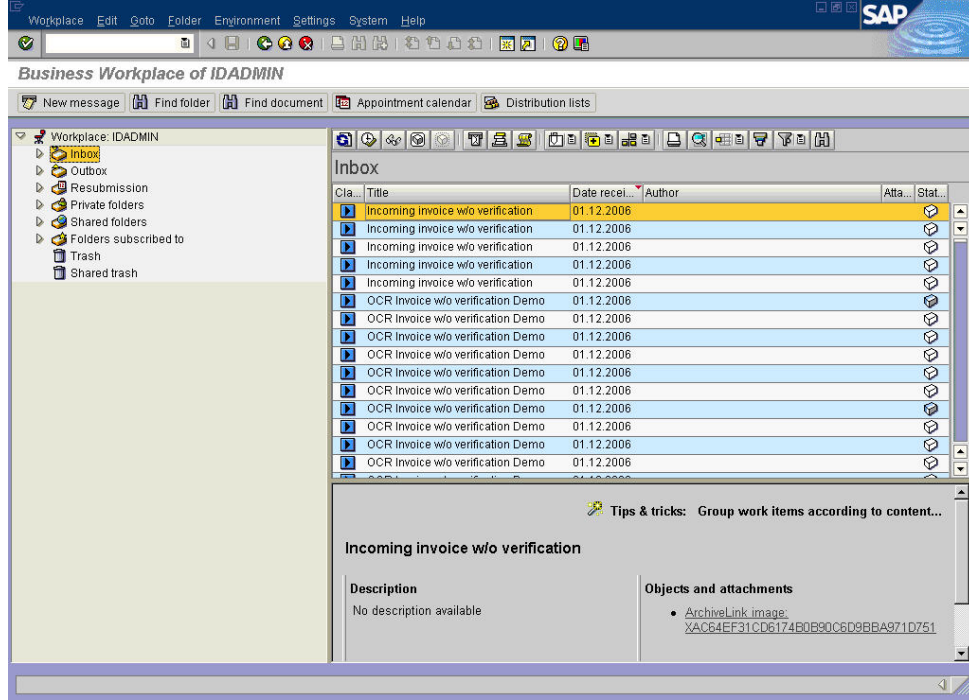 Workplace Edit Goto Folder Environment Settings System Help
SAP
Business Workplace of IDADMIN
New message Find folder Find document Appointment calendar Distribution lists
Workplace: IDADMIN
Inbox
Outbox
Resubmission
Private folders
Shared folders
Folders subscribed to
Trash
Shared trash
Inbox
Cla... Title Date recei... Author Atta... Stat...
Incoming invoice w/o verification 01.12.2006
Incoming invoice w/o verification 01.12.2006
Incoming invoice w/o verification 01.12.2006
Incoming invoice w/o verification 01.12.2006
Incoming invoice w/o verification 01.12.2006
OCR Invoice w/o verification Demo 01.12.2006
OCR Invoice w/o verification Demo 01.12.2006
OCR Invoice w/o verification Demo 01.12.2006
OCR Invoice w/o verification Demo 01.12.2006
OCR Invoice w/o verification Demo 01.12.2006
OCR Invoice w/o verification Demo 01.12.2006
OCR Invoice w/o verification Demo 01.12.2006
OCR Invoice w/o verification Demo 01.12.2006
OCR Invoice w/o verification Demo 01.12.2006
OCR Invoice w/o verification Demo 01.12.2006
Tips & tricks: Group work items according to content...
Incoming invoice w/o verification
Description
No description available
Objects and attachments
ArchiveLink image:
XAC64EF31CD6174B0B90C6D9BBA971D751